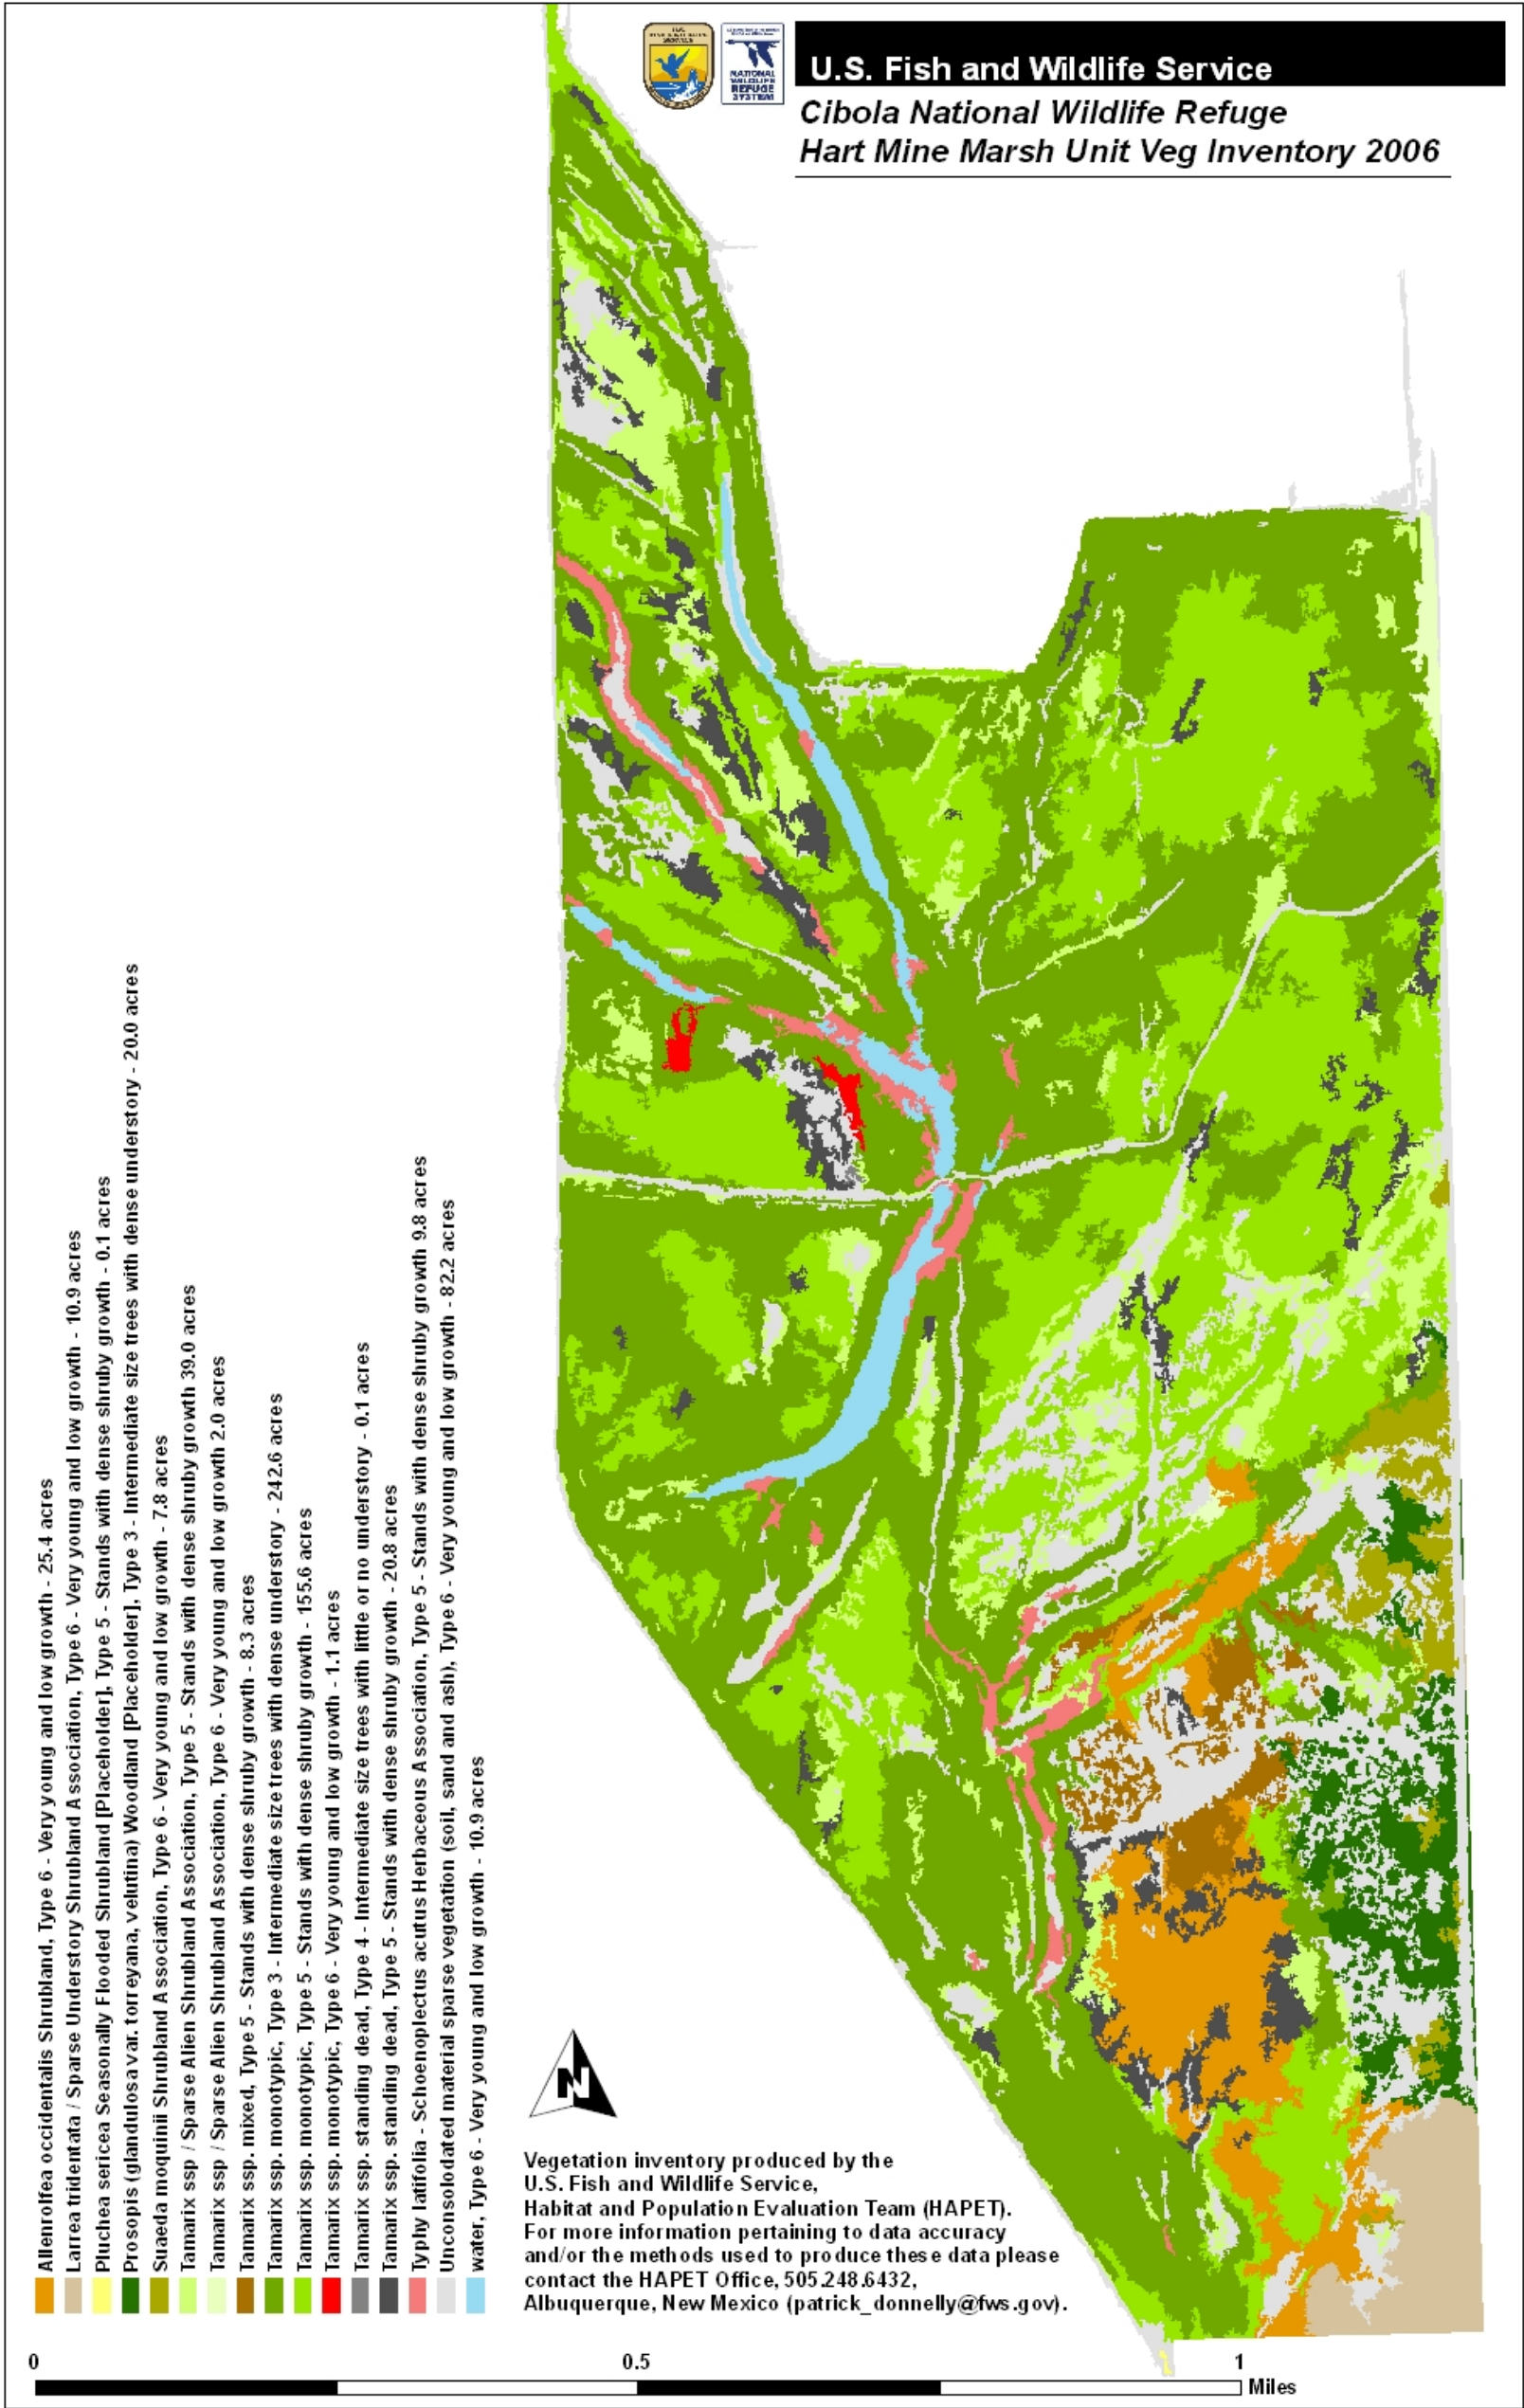 U.S. Fish and Wildlife Service
NATIONAL
WILDLIFE
REFUGE
SYSTEM
Cibola National Wildlife Refuge
Hart Mine Marsh Unit Veg Inventory 2006
Allenrolfea occidentalis Shrubland, Type 6 - Very young and low growth - 25.4 acres
Larrea tridentata / Sparse Understory Shrubland Association, Type 6 - Very young and low growth - 10.9 acres
Pluchea sericea Seasonally Flooded Shrubland [Placeholder], Type 5 - Stands with dense shruby growth - 0.1 acres
Prosopis (glandulosa var. torreyana, velutina) Woodland [Placeholder], Type 3 - Intermediate size trees with dense understory - 20.0 acres
Suaeda moquinii Shrubland Association, Type 6 - Very young and low growth - 7.8 acres
Tamarix ssp / Sparse Alien Shrubland Association, Type 5 - Stands with dense shruby growth 39.0 acres
Tamarix ssp / Sparse Alien Shrubland Association, Type 6 - Very young and low growth 2.0 acres
Tamarix ssp. mixed, Type 5 - Stands with dense shruby growth - 8.3 acres
Tamarix ssp. monotypic, Type 3 - Intermediate size trees with dense understory - 242.6 acres
Tamarix ssp. monotypic, Type 5 - Stands with dense shruby growth - 155.6 acres
Tamarix ssp. monotypic, Type 6 - Very young and low growth - 1.1 acres
Tamarix ssp. standing dead, Type 4 - Intermediate size trees with little or no understory - 0.1 acres
Tamarix ssp. standing dead, Type 5 - Stands with dense shruby growth - 20.8 acres
Typhy latifolia - Schoenoplectus acutus Herbaceous Association, Type 5 - Stands with dense shruby growth 9.8 acres
Unconsolodated material sparse vegetation (soil, sand and ash), Type 6 - Very young and low growth - 82.2 acres
water, Type 6 - Very young and low growth - 10.9 acres
N
Vegetation inventory produced by the
U.S. Fish and Wildlife Service,
Habitat and Population Evaluation Team (HAPET).
For more information pertaining to data accuracy
and/or the methods used to produce these data please
contact the HAPET Office, 505.248.6432,
Albuquerque, New Mexico (patrick_donnelly@fws.gov).
0 0.5 1
Miles